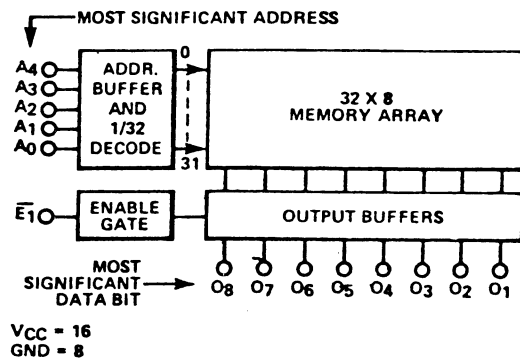 MOST SIGNIFICANT ADDRESS
A4
A3
A2
A1
A0
ADDR.
BUFFER
AND
1/32
DECODE
0
31
32 X 8
MEMORY ARRAY
E1
ENABLE
GATE
OUTPUT BUFFERS
MOST
SIGNIFICANT
DATA BIT
O8 O7 O6 O5 O4 O3 O2 O1
VCC = 16
GND = 8